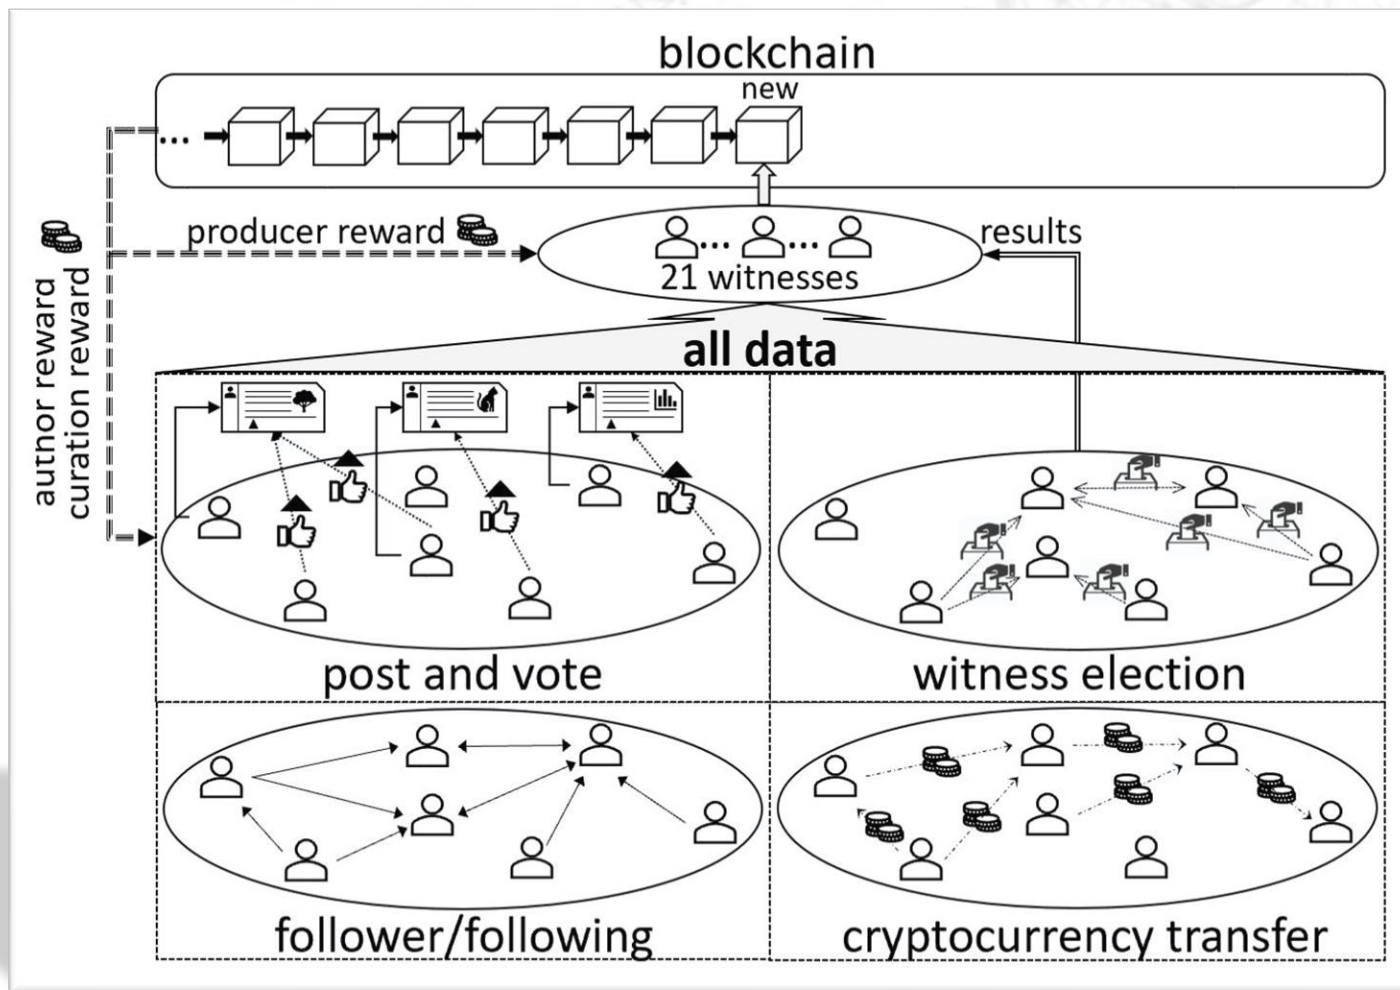 blockchain
new
...
producer reward
... ...
21 witnesses
results
author reward
curation reward
all data
post and vote
witness election
follower/following
cryptocurrency transfer